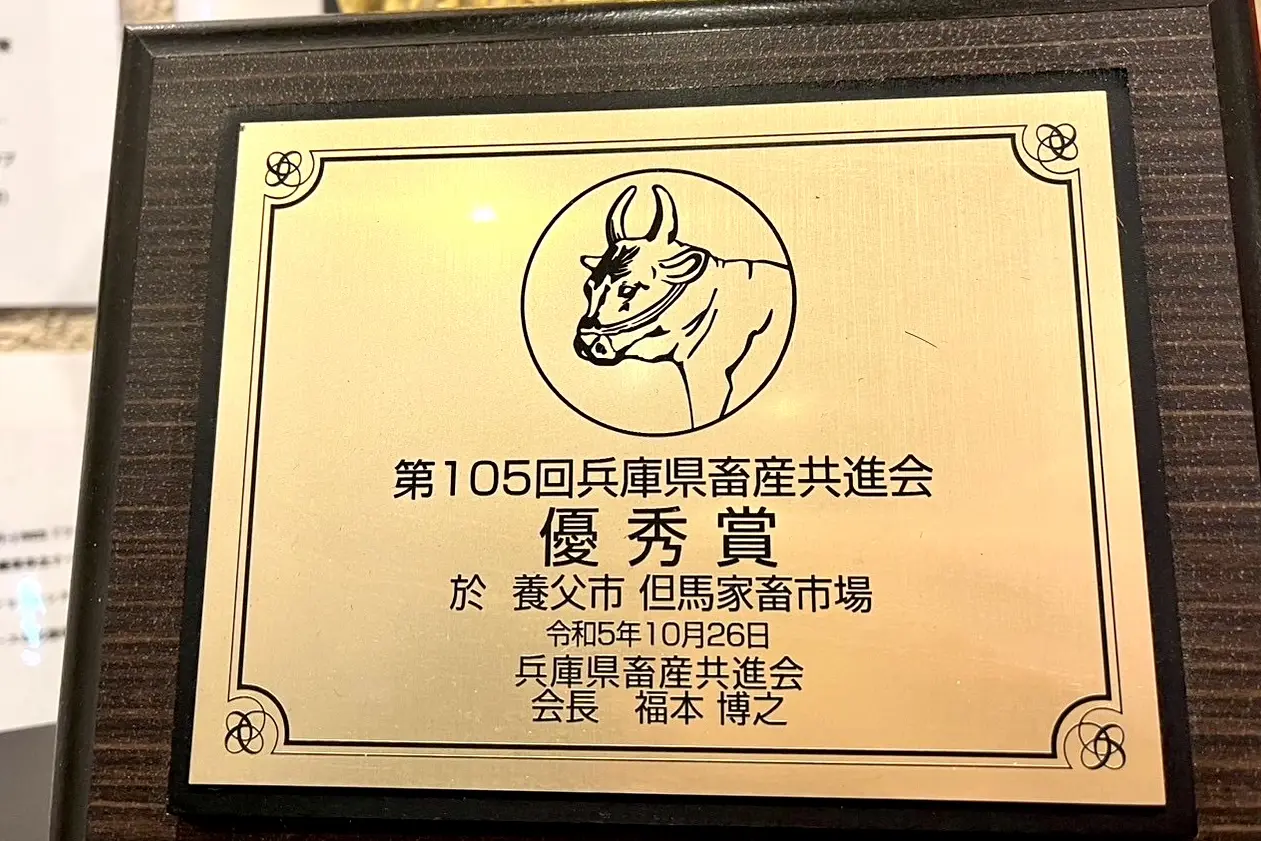 第105回兵庫県畜産共進会
優秀賞
於 養父市 但馬家畜市場
令和5年10月26日
兵庫県畜産共進会
会長 福本 博之